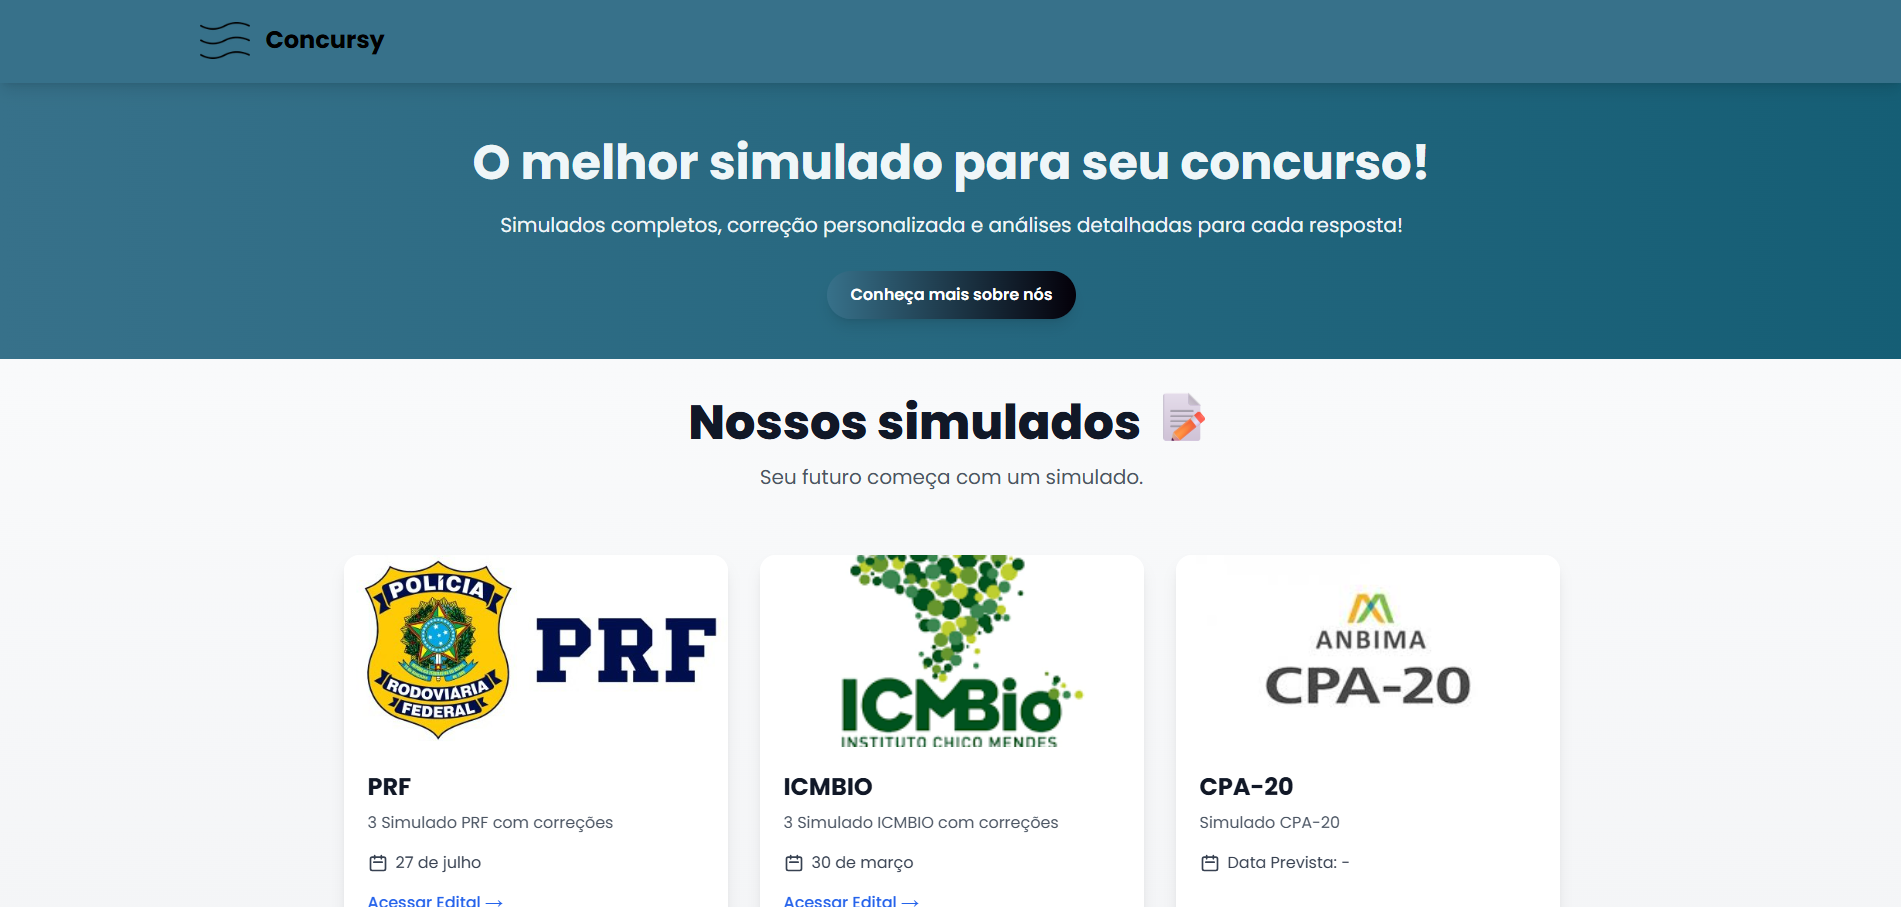 Concursy
O melhor simulado para seu concurso!
Simulados completos, correção personalizada e análises detalhadas para cada resposta!
Conheça mais sobre nós
Nossos simulados
Seu futuro começa com um simulado.
POLÍCIA
RODOVIÁRIA
FEDERAL
PRF
ICMBio
INSTITUTO CHICO MENDES
ANBIMA
CPA-20
PRF
3 Simulado PRF com correções
27 de julho
Acessar Edital →
ICMBIO
3 Simulado ICMBIO com correções
30 de março
Acessar Edital →
CPA-20
Simulado CPA-20
Data Prevista: -